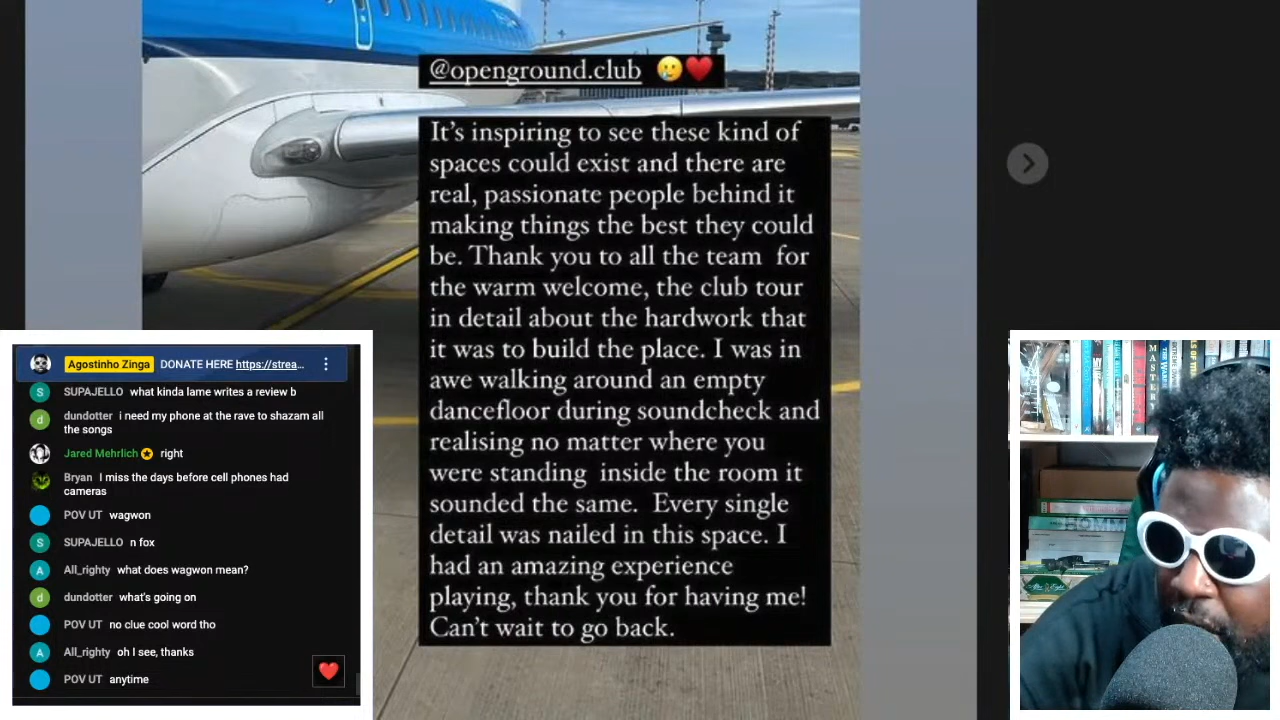 @openground.club 🥲❤️
It's inspiring to see these kind of
spaces could exist and there are
real, passionate people behind it
making things the best they could
be. Thank you to all the team for
the warm welcome, the club tour
in detail about the hardwork that
it was to build the place. I was in
awe walking around an empty
dancefloor during soundcheck and
realising no matter where you
were standing inside the room it
sounded the same. Every single
detail was nailed in this space. I
had an amazing experience
playing, thank you for having me!
Can't wait to go back.
Agostinho Zinga DONATE HERE https://strea...
S SUPAJELLO what kinda lame writes a review b
d dundotter i need my phone at the rave to shazam all
the songs
Jared Mehrlich right
Bryan I miss the days before cell phones had
cameras
POV UT wagwon
S SUPAJELLO n fox
A All_righty what does wagwon mean?
d dundotter what's going on
POV UT no clue cool word tho
A All_righty oh I see, thanks
POV UT anytime
MASTERY
HOMM